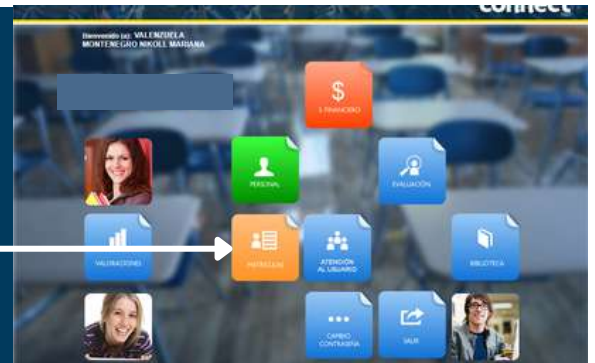 connect
Bienvenido (a): VALENZUELA
MONTENEGRO NIKOLL MARIANA
$
S. FINANCIERO
PERSONAL
EVALUACIÓN
VALORACIONES
MATRÍCULAS
ATENCIÓN
AL USUARIO
BIBLIOTECA
CAMBIO
CONTRASEÑA
SALIR